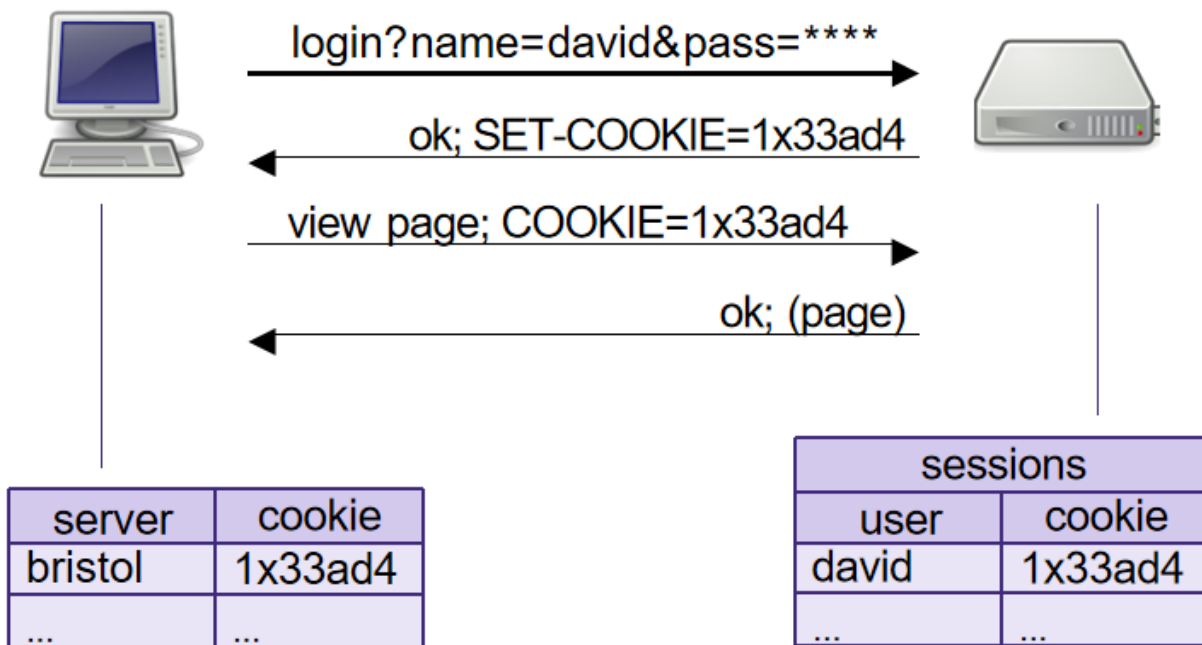 login?name=david&pass=****
ok; SET-COOKIE=1x33ad4
view page; COOKIE=1x33ad4
ok; (page)
server cookie
bristol 1x33ad4
... ...
sessions
user cookie
david 1x33ad4
... ...